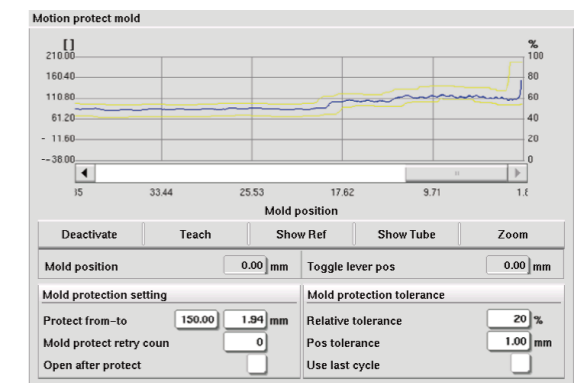 Motion protect mold
[] %
210.00 100
160.40 80
110.80 60
61.20 40
- 11.60 20
--38.00 0
33.44 25.53 17.62 9.71
Mold position
Deactivate Teach Show Ref Show Tube Zoom
Mold position 0.00 mm Toggle lever pos 0.00 mm
Mold protection setting Mold protection tolerance
Protect from-to 150.00 1.94 mm Relative tolerance 20 %
Mold protect retry coun 0 Pos tolerance 1.00 mm
Open after protect Use last cycle